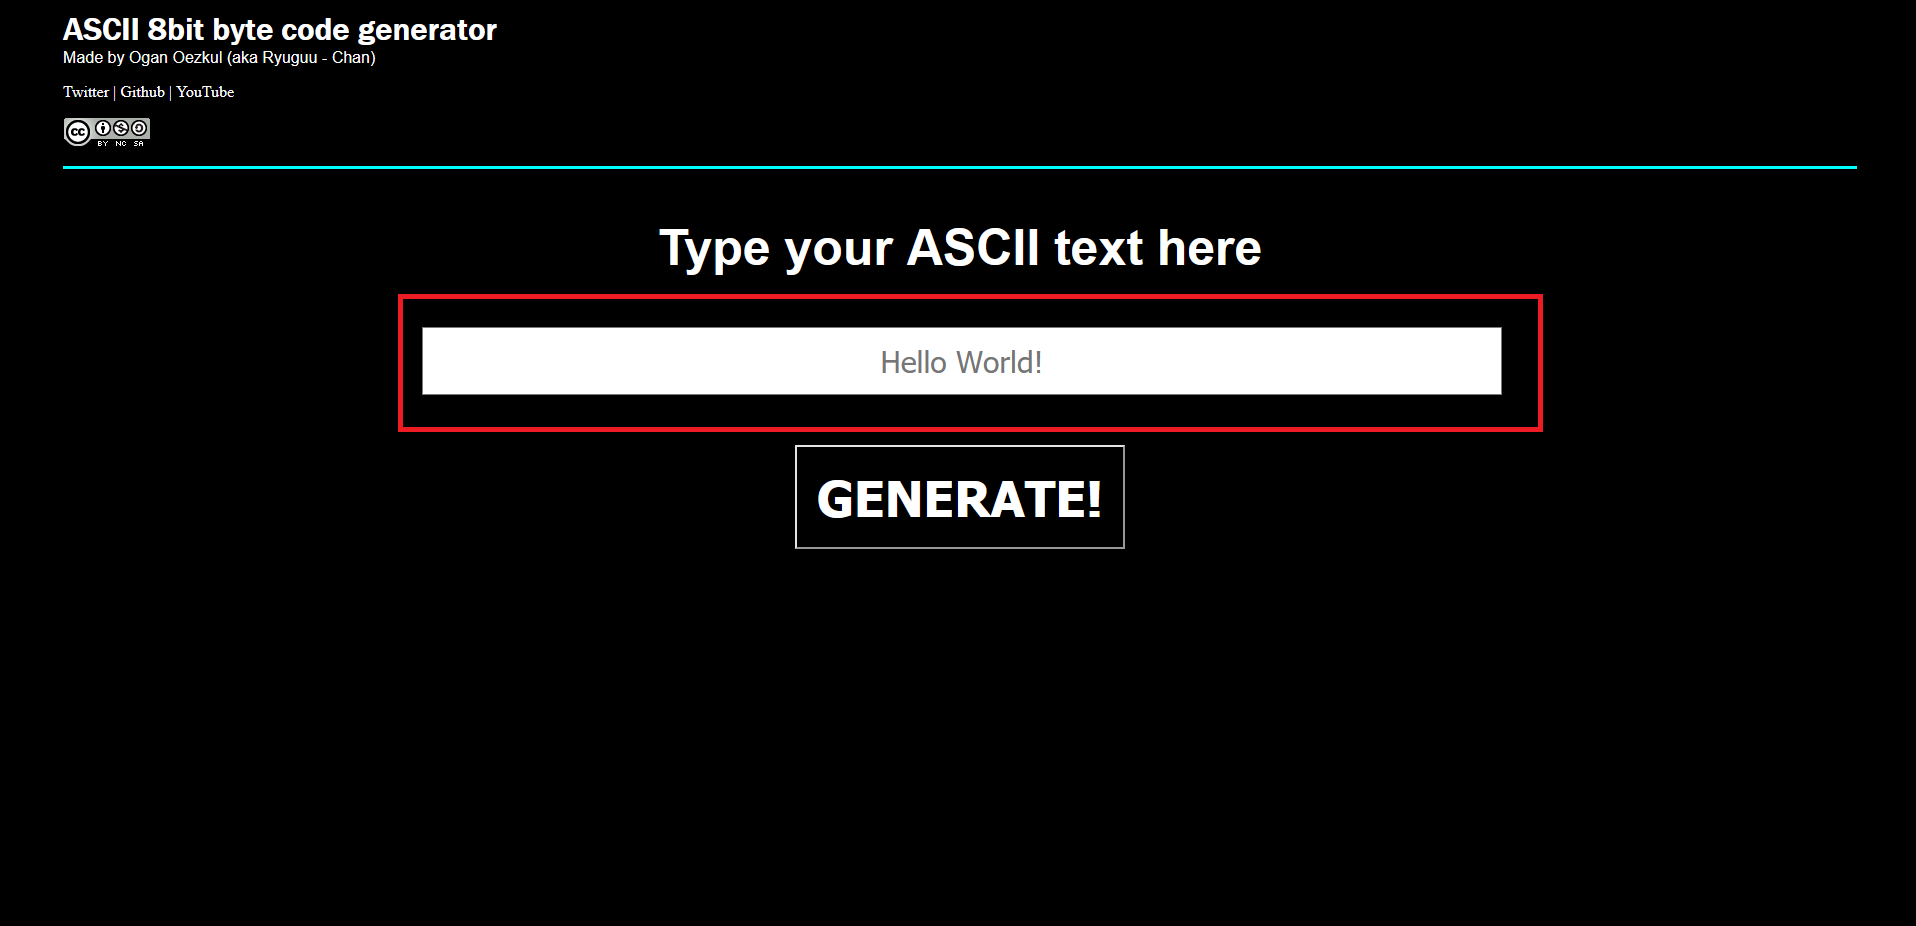 ASCII 8bit byte code generator
Made by Ogan Oezkul (aka Ryuguu - Chan)
Twitter | Github | YouTube
cc
BY NC SA
Type your ASCII text here
Hello World!
GENERATE!